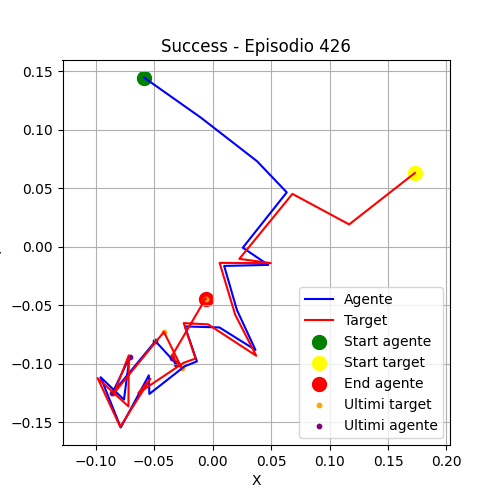 Success - Episodio 426
0.15
0.10
0.05
0.00
−0.05
−0.10
−0.15
−0.10
−0.05
0.00
0.05
0.10
0.15
0.20
X
Agente
Target
Start agente
Start target
End agente
Ultimi target
Ultimi agente